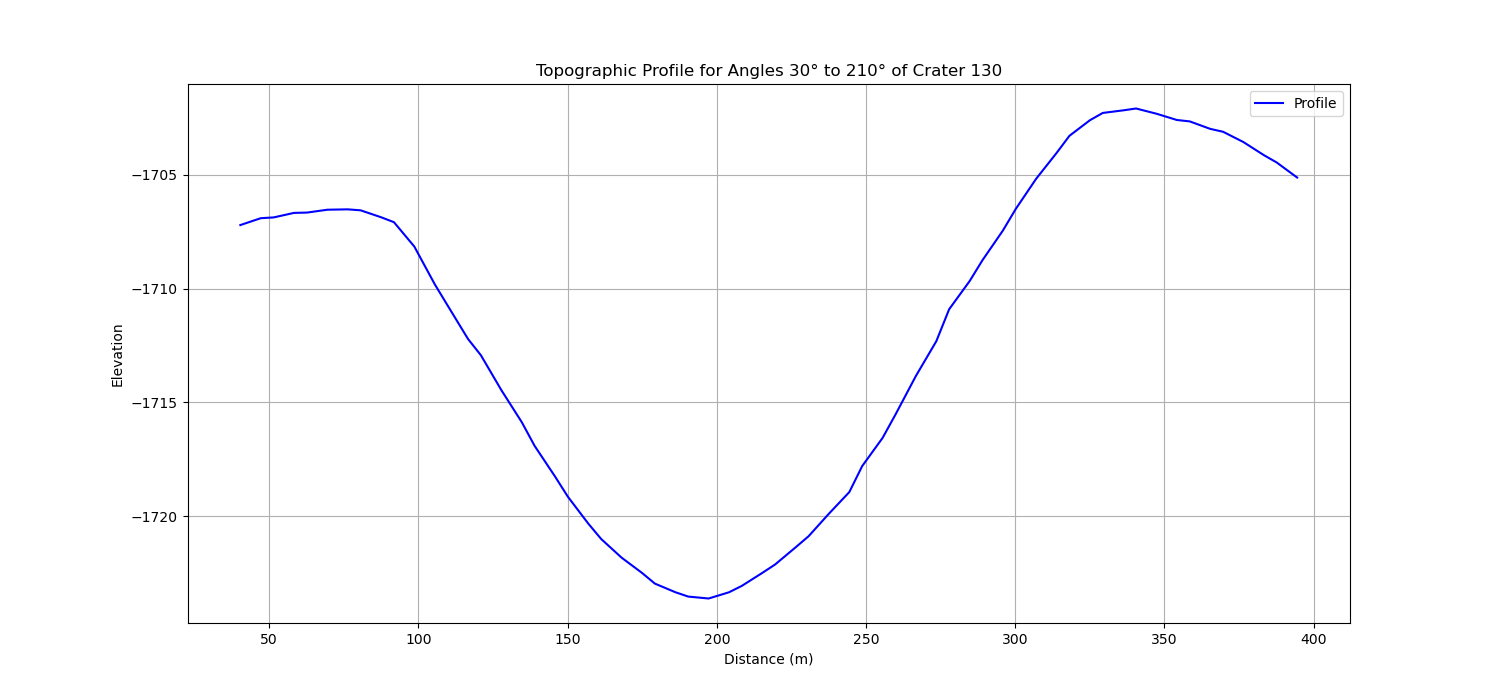 Topographic Profile for Angles 30° to 210° of Crater 130
Profile
Elevation
−1705
−1710
−1715
−1720
50 100 150 200 250 300 350 400
Distance (m)